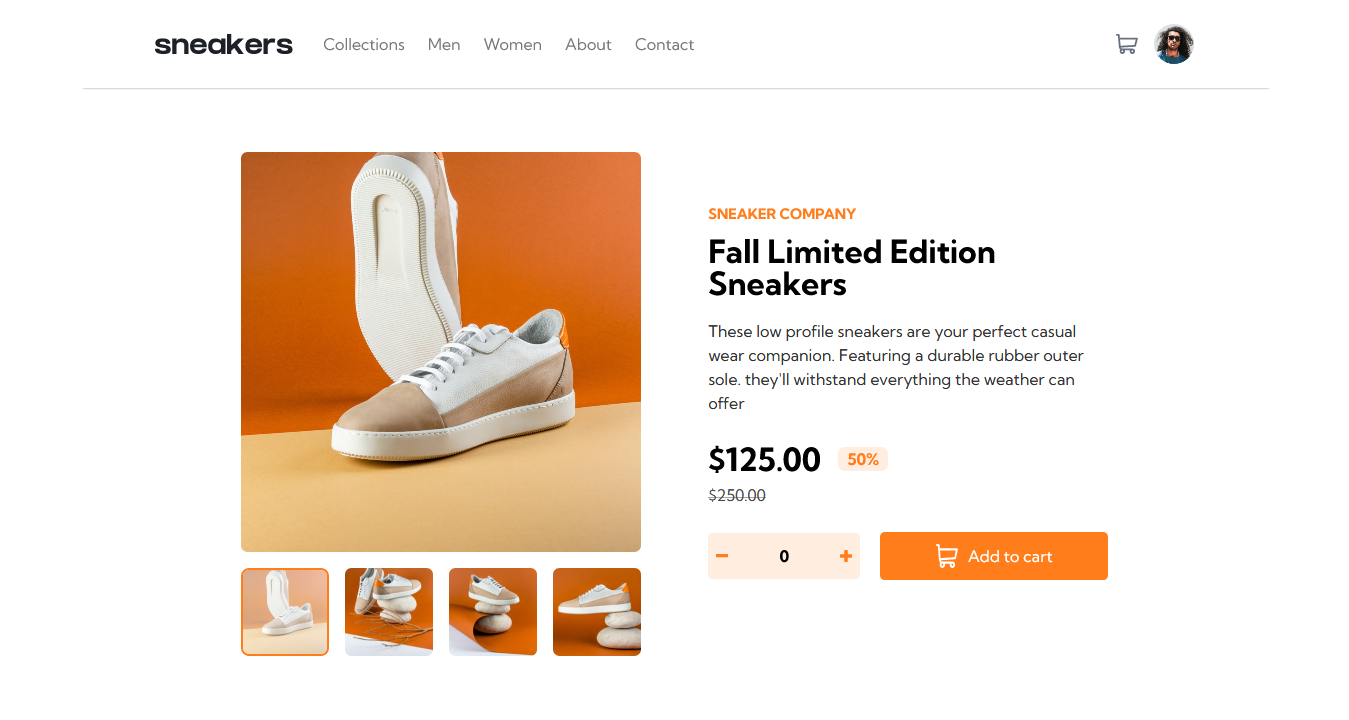 sneakers Collections Men Women About Contact
SNEAKER COMPANY
Fall Limited Edition
Sneakers
These low profile sneakers are your perfect casual
wear companion. Featuring a durable rubber outer
sole. they'll withstand everything the weather can
offer
$125.00 50%
$250.00
0 Add to cart